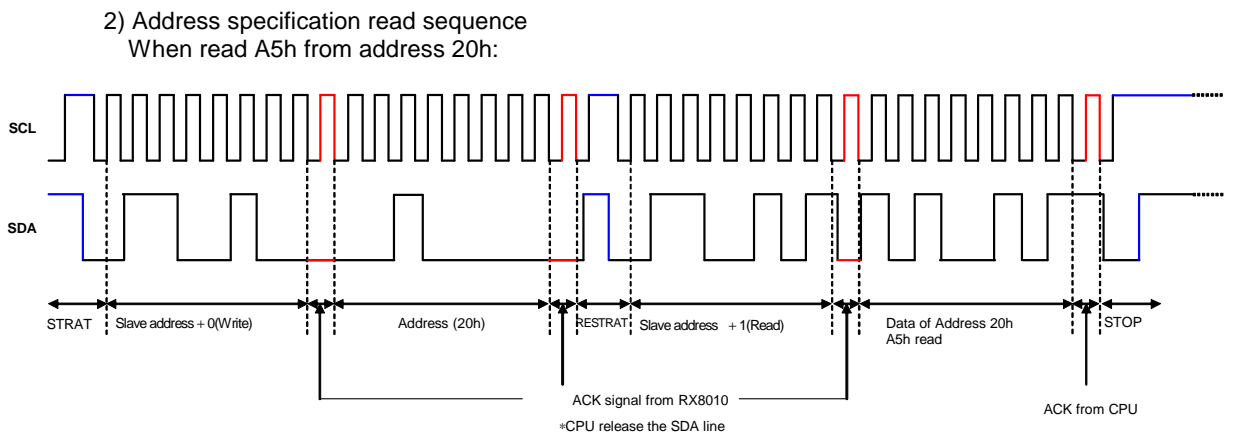 2) Address specification read sequence
When read A5h from address 20h:
SCL
SDA
STRAT
Slave address + 0(Write)
Address (20h)
RESTRAT
Slave address + 1(Read)
Data of Address 20h
A5h read
STOP
ACK signal from RX8010
*CPU release the SDA line
ACK from CPU